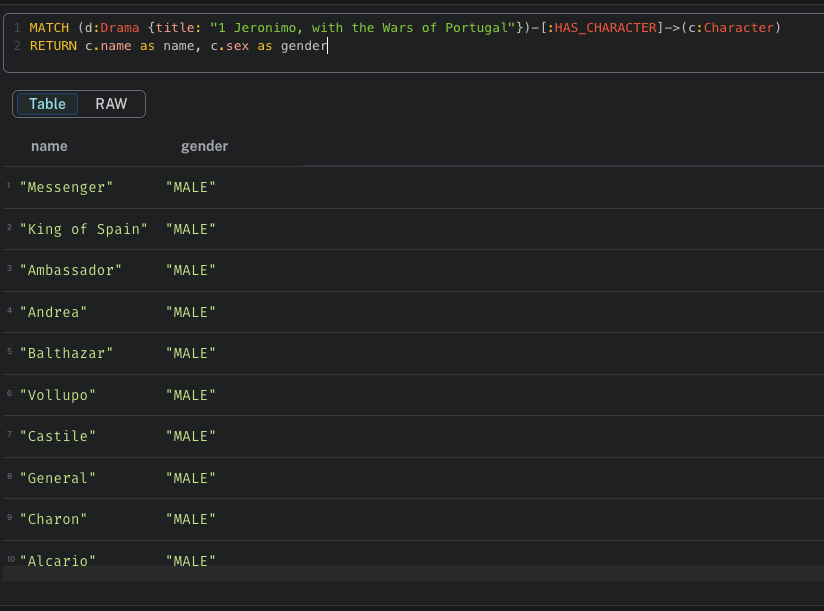 1 MATCH (d:Drama {title: "1 Jeronimo, with the Wars of Portugal"})-[:HAS_CHARACTER]->(c:Character)
2 RETURN c.name as name, c.sex as gender
Table RAW
name gender
1 "Messenger" "MALE"
2 "King of Spain" "MALE"
3 "Ambassador" "MALE"
4 "Andrea" "MALE"
5 "Balthazar" "MALE"
6 "Vollupo" "MALE"
7 "Castile" "MALE"
8 "General" "MALE"
9 "Charon" "MALE"
10 "Alcario" "MALE"